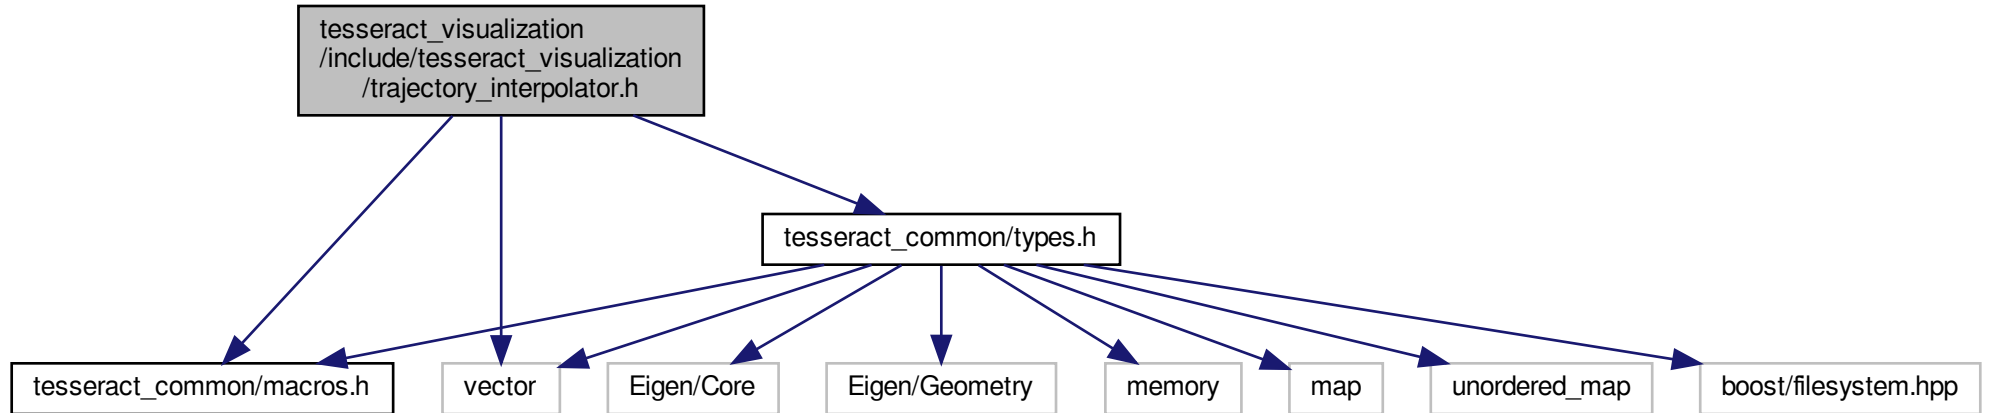 tesseract_visualization
/include/tesseract_visualization
/trajectory_interpolator.h
tesseract_common/types.h
tesseract_common/macros.h
vector
Eigen/Core
Eigen/Geometry
memory
map
unordered_map
boost/filesystem.hpp